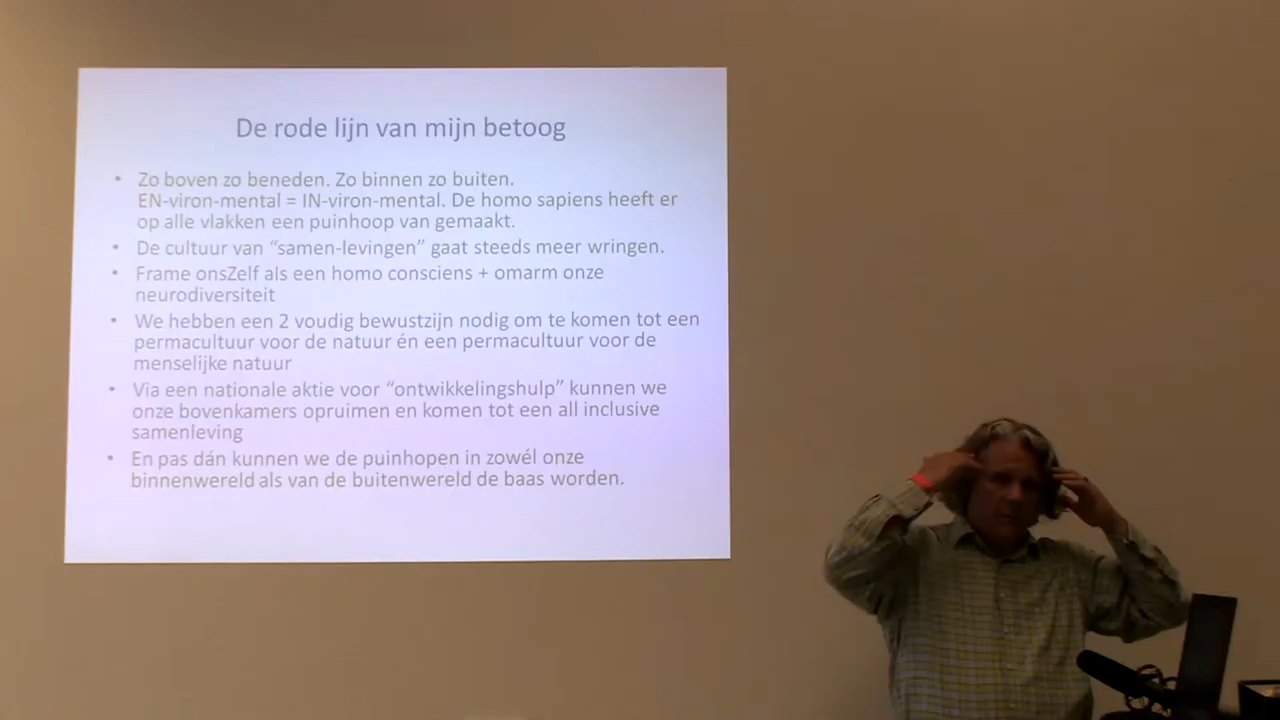 De rode lijn van mijn betoog
• Zo boven zo beneden. Zo binnen zo buiten.
EN-viron-mental = IN-viron-mental. De homo sapiens heeft er
op alle vlakken een puinhoop van gemaakt.
• De cultuur van “samen-levingen” gaat steeds meer wringen.
• Frame onsZelf als een homo consciens + omarm onze
neurodiversiteit
• We hebben een 2 voudig bewustzijn nodig om te komen tot een
permacultuur voor de natuur én een permacultuur voor de
menselijke natuur
• Via een nationale aktie voor “ontwikkelingshulp” kunnen we
onze bovenkamers opruimen en komen tot een all inclusive
samenleving
• En pas dán kunnen we de puinhopen in zowél onze
binnenwereld als van de buitenwereld de baas worden.